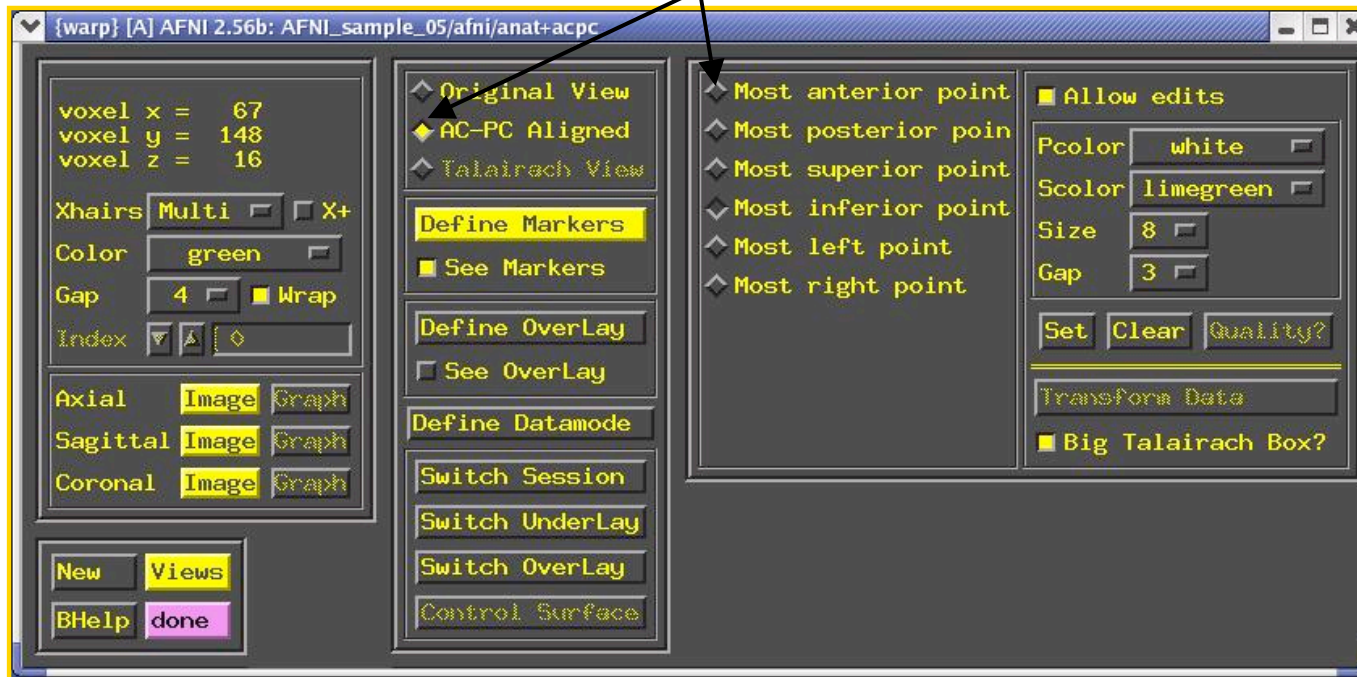 {warp} [A] AFNI 2.56b: AFNI_sample_05/afni/anat+acpc
voxel x = 67
voxel y = 148
voxel z = 16
Xhairs Multi X+
Color green
Gap 4 Wrap
Index 0
Axial Image Graph
Sagittal Image Graph
Coronal Image Graph
New Views
BHelp done
Original View
AC-PC Aligned
Talairach View
Define Markers
See Markers
Define OverLay
See OverLay
Define Datamode
Switch Session
Switch UnderLay
Switch OverLay
Control Surface
Most anterior point
Most posterior poin
Most superior point
Most inferior point
Most left point
Most right point
Allow edits
Pcolor white
Scolor limegreen
Size 8
Gap 3
Set Clear Quality?
Transform Data
Big Talairach Box?